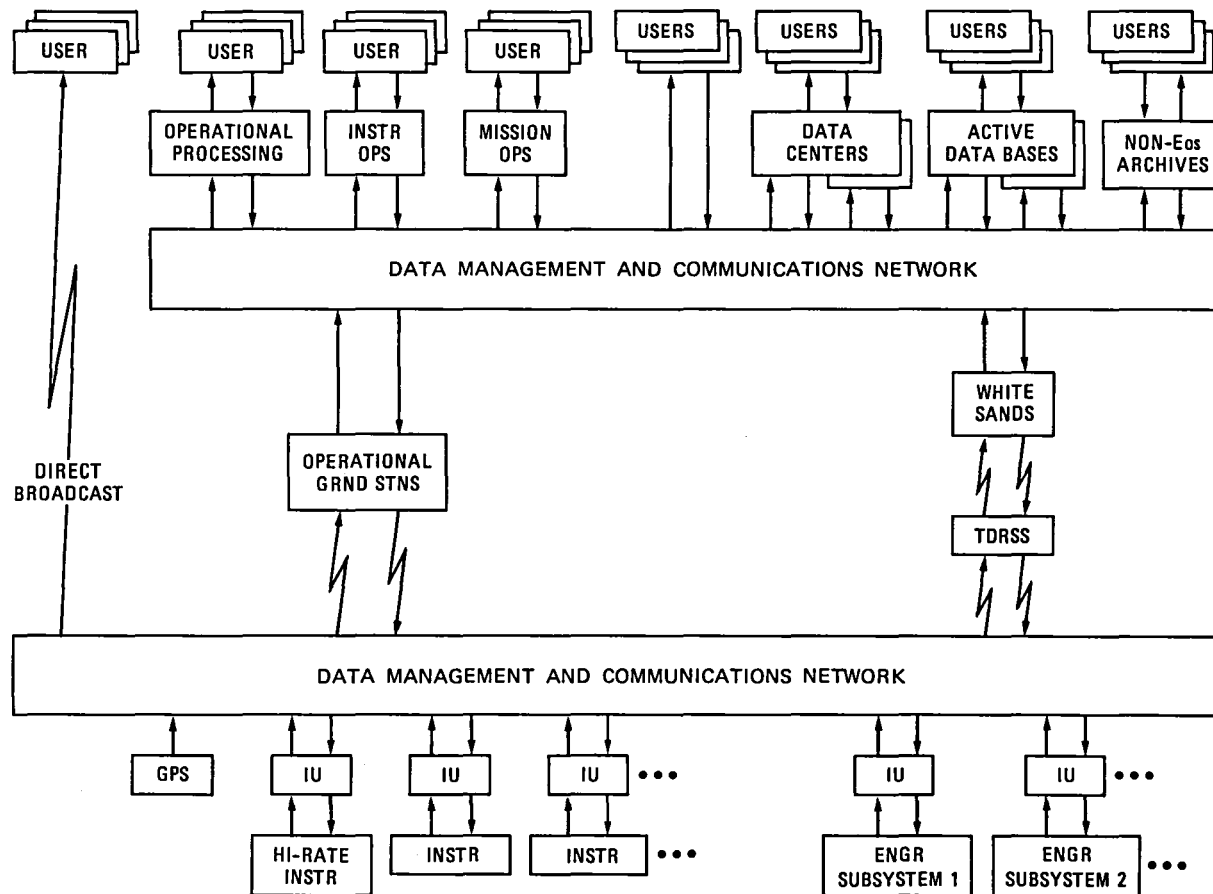 USER
USER
USER
USER
USERS
USERS
USERS
USERS
OPERATIONAL
PROCESSING
INSTR
OPS
MISSION
OPS
DATA
CENTERS
ACTIVE
DATA BASES
NON-Eos
ARCHIVES
DATA MANAGEMENT AND COMMUNICATIONS NETWORK
WHITE
SANDS
OPERATIONAL
GRND STNS
DIRECT
BROADCAST
TDRSS
DATA MANAGEMENT AND COMMUNICATIONS NETWORK
GPS
IU
IU
IU
•••
IU
IU
•••
HI-RATE
INSTR
INSTR
INSTR
•••
ENGR
SUBSYSTEM 1
ENGR
SUBSYSTEM 2
•••